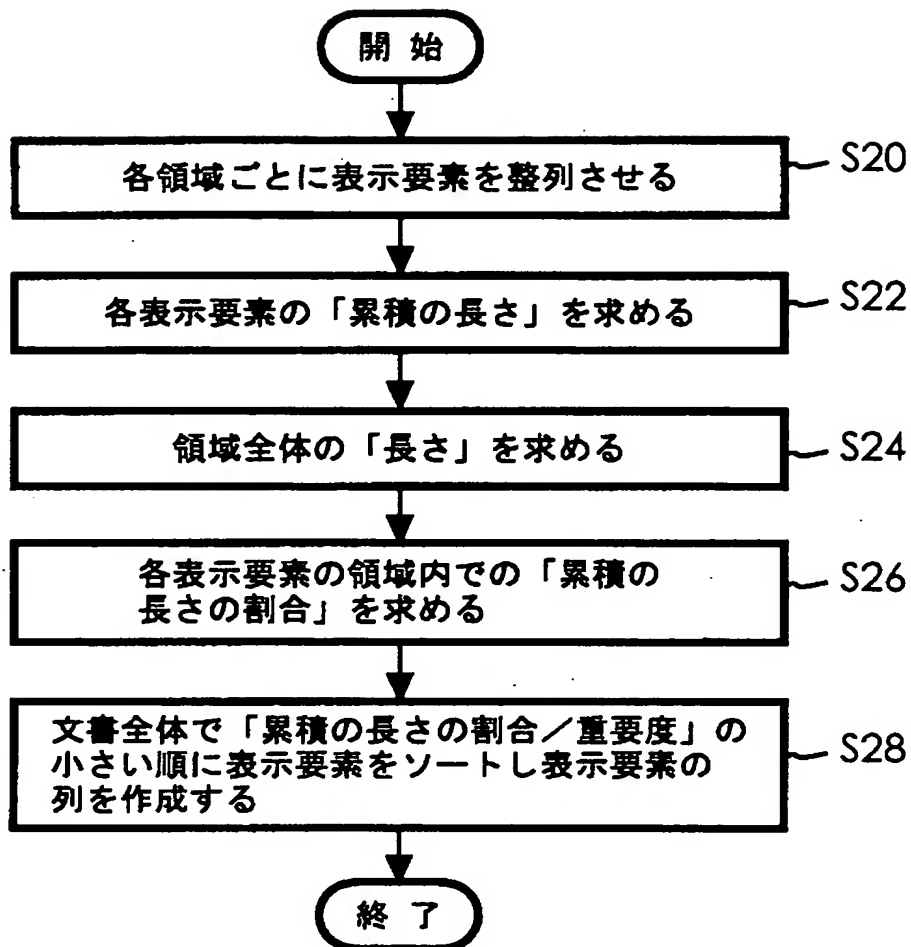 開 始
各領域ごとに表示要素を整列させる
S20
各表示要素の「累積の長さ」を求める
S22
領域全体の「長さ」を求める
S24
各表示要素の領域内での「累積の
長さの割合」を求める
S26
文書全体で「累積の長さの割合／重要度」の
小さい順に表示要素をソートし表示要素の
列を作成する
S28
終 了